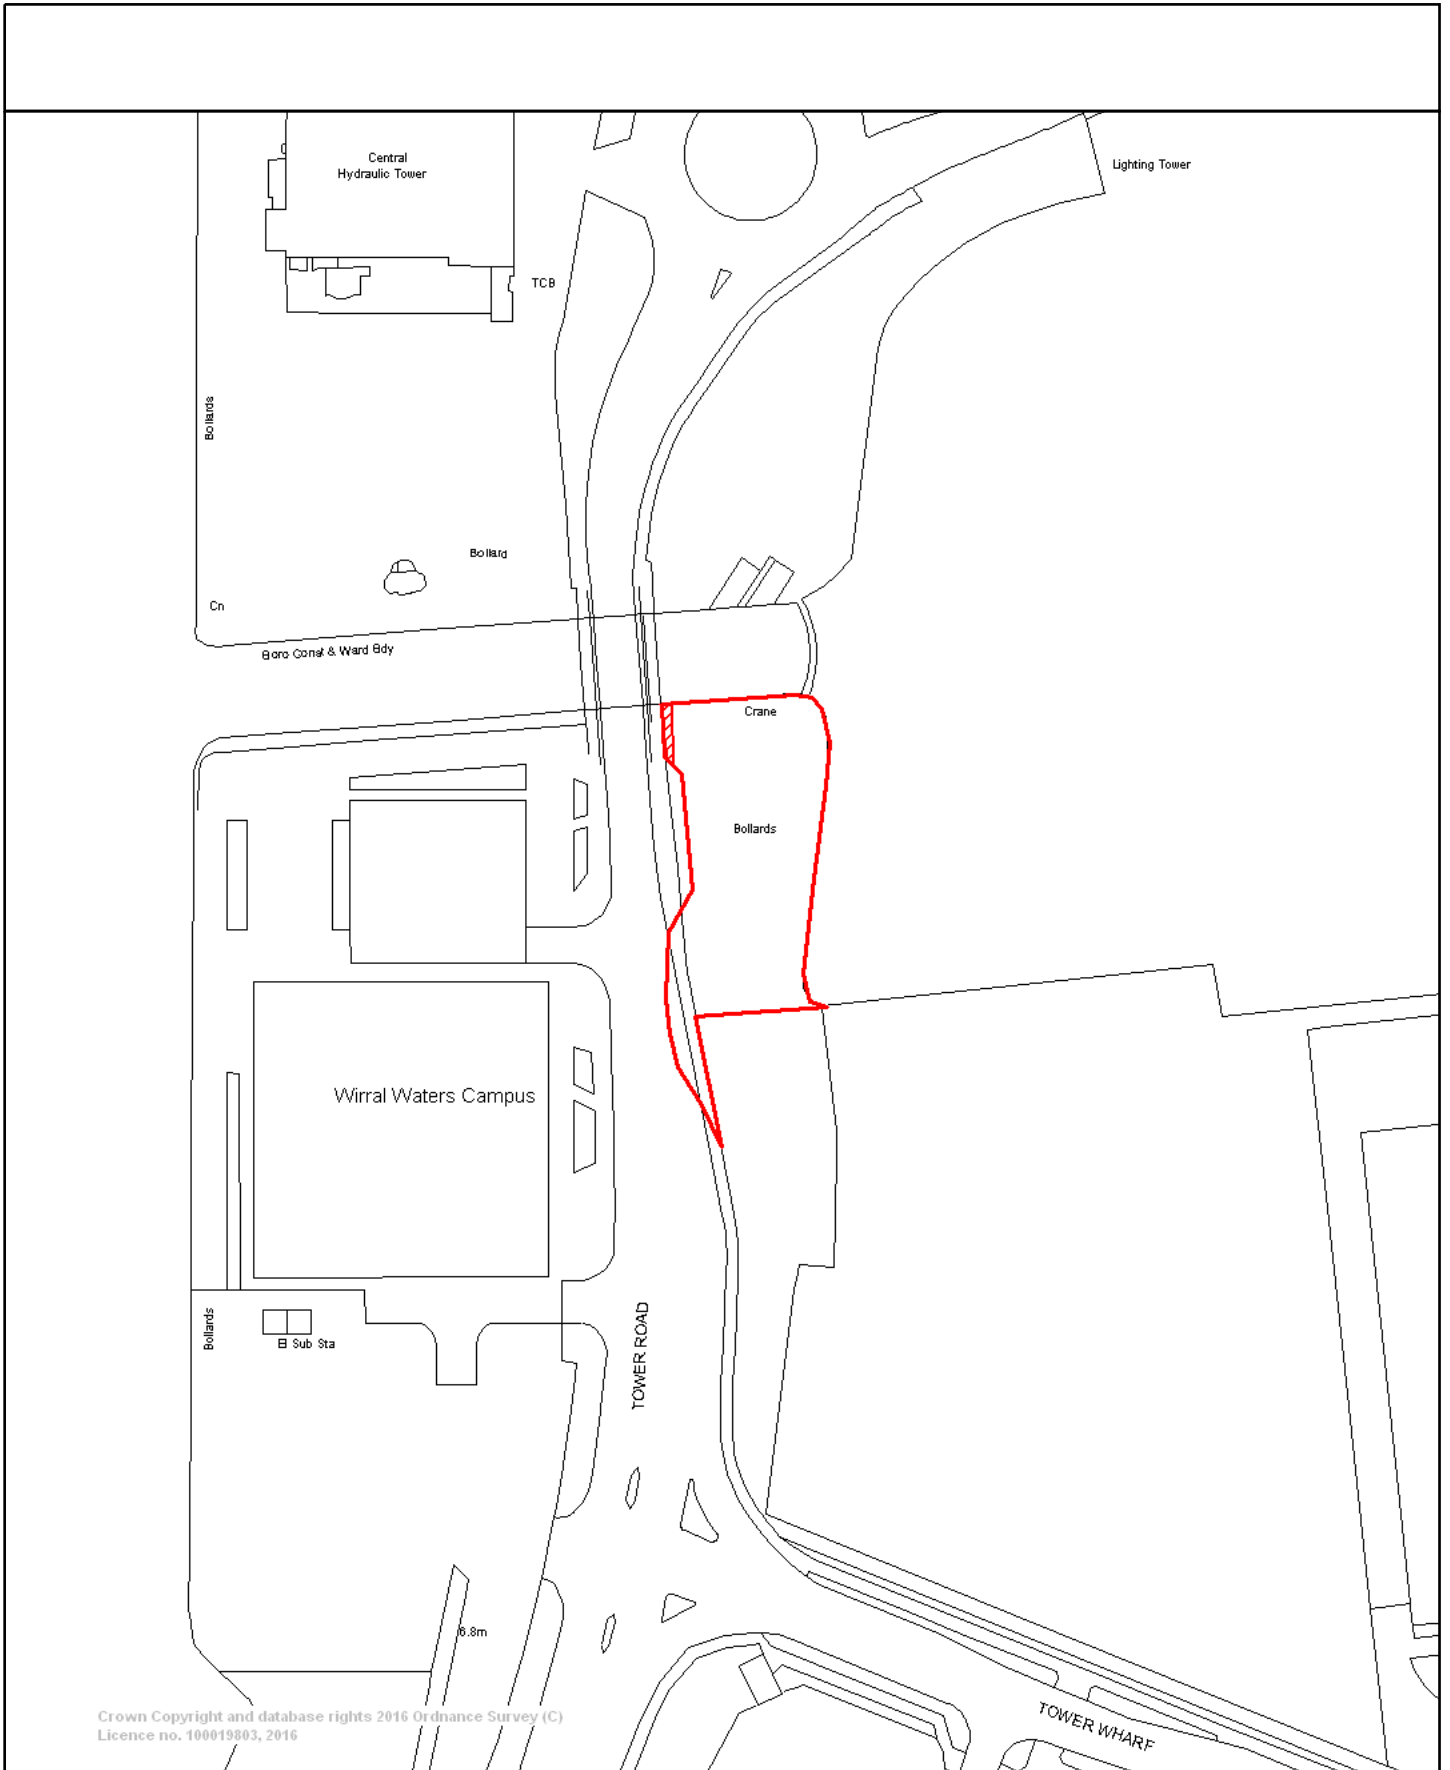 Central
Hydraulic Tower
Lighting Tower
TCB
Bollards
Bollard
Cn
Boro Const & Ward Bdy
Crane
Bollards
Wirral Waters Campus
Bollards
El Sub Sta
TOWER ROAD
6.8m
TOWER WHARF
Crown Copyright and database rights 2016 Ordnance Survey (C)
Licence no. 100019803, 2016